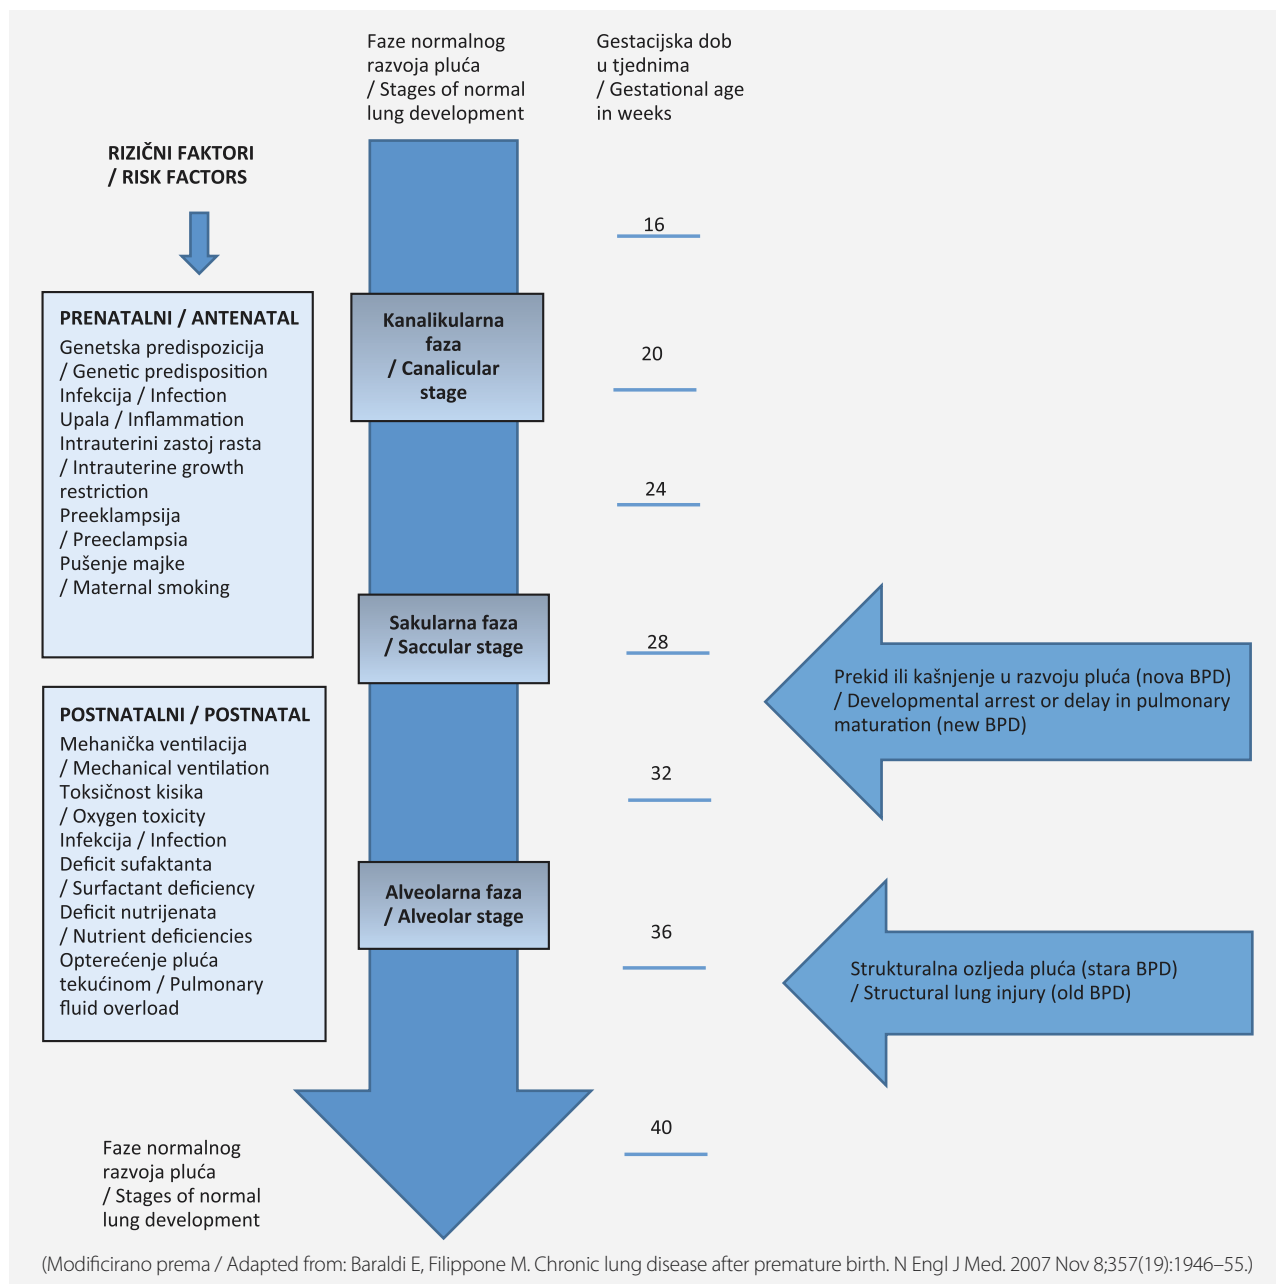 Faze normalnog
razvoja pluća
/ Stages of normal
lung development
Gestacijska dob
u tjednima
/ Gestational age
in weeks
RIZIČNI FAKTORI
/ RISK FACTORS
PRENATALNI / ANTENATAL
Genetska predispozicija
/ Genetic predisposition
Infekcija / Infection
Upala / Inflammation
Intrauterini zastoj rasta
/ Intrauterine growth
restriction
Preeklampsija
/ Preeclampsia
Pušenje majke
/ Maternal smoking
POSTNATALNI / POSTNATAL
Mehanička ventilacija
/ Mechanical ventilation
Toksičnost kisika
/ Oxygen toxicity
Infekcija / Infection
Deficit sufaktanta
/ Surfactant deficiency
Deficit nutrijenata
/ Nutrient deficiencies
Opterećenje pluća
tekućinom / Pulmonary
fluid overload
Kanalikularna
faza
/ Canalicular
stage
Sakularna faza
/ Saccular stage
Alveolarna faza
/ Alveolar stage
16
20
24
28
32
36
40
Prekid ili kašnjenje u razvoju pluća (nova BPD)
/ Developmental arrest or delay in pulmonary
maturation (new BPD)
Strukturalna ozljeda pluća (stara BPD)
/ Structural lung injury (old BPD)
Faze normalnog
razvoja pluća
/ Stages of normal
lung development
(Modificirano prema / Adapted from: Baraldi E, Filippone M. Chronic lung disease after premature birth. N Engl J Med. 2007 Nov 8;357(19):1946–55.)